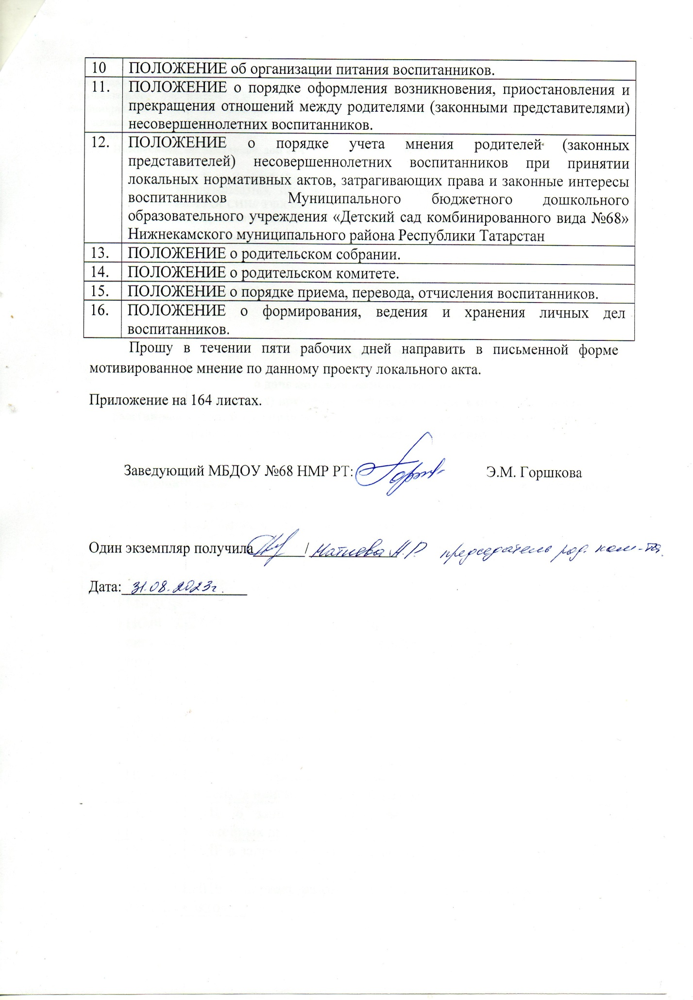 10 ПОЛОЖЕНИЕ об организации питания воспитанников.
11. ПОЛОЖЕНИЕ о порядке оформления возникновения, приостановления и
прекращения отношений между родителями (законными представителями)
несовершеннолетних воспитанников.
12. ПОЛОЖЕНИЕ о порядке учета мнения родителей (законных
представителей) несовершеннолетних воспитанников при принятии
локальных нормативных актов, затрагивающих права и законные интересы
воспитанников Муниципального бюджетного дошкольного
образовательного учреждения «Детский сад комбинированного вида №68»
Нижнекамского муниципального района Республики Татарстан
13. ПОЛОЖЕНИЕ о родительском собрании.
14. ПОЛОЖЕНИЕ о родительском комитете.
15. ПОЛОЖЕНИЕ о порядке приема, перевода, отчисления воспитанников.
16. ПОЛОЖЕНИЕ о формирования, ведения и хранения личных дел
воспитанников.
Прошу в течении пяти рабочих дней направить в письменной форме
мотивированное мнение по данному проекту локального акта.
Приложение на 164 листах.
Заведующий МБДОУ №68 НМР РТ: Э.М. Горшкова
Один экземпляр получила / председатель род. ком-та.
Дата: 31.08.2023г.